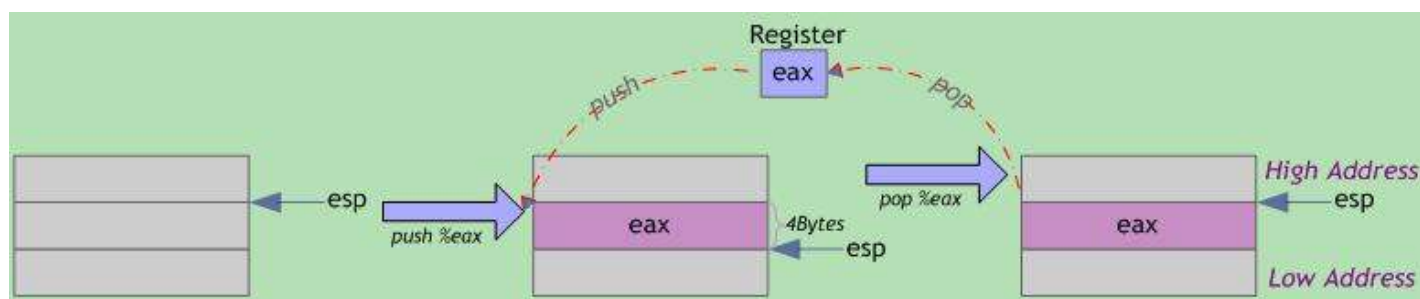 Register
eax
push
pop
High Address
esp
esp
pop %eax
eax
4Bytes
eax
push %eax
esp
Low Address